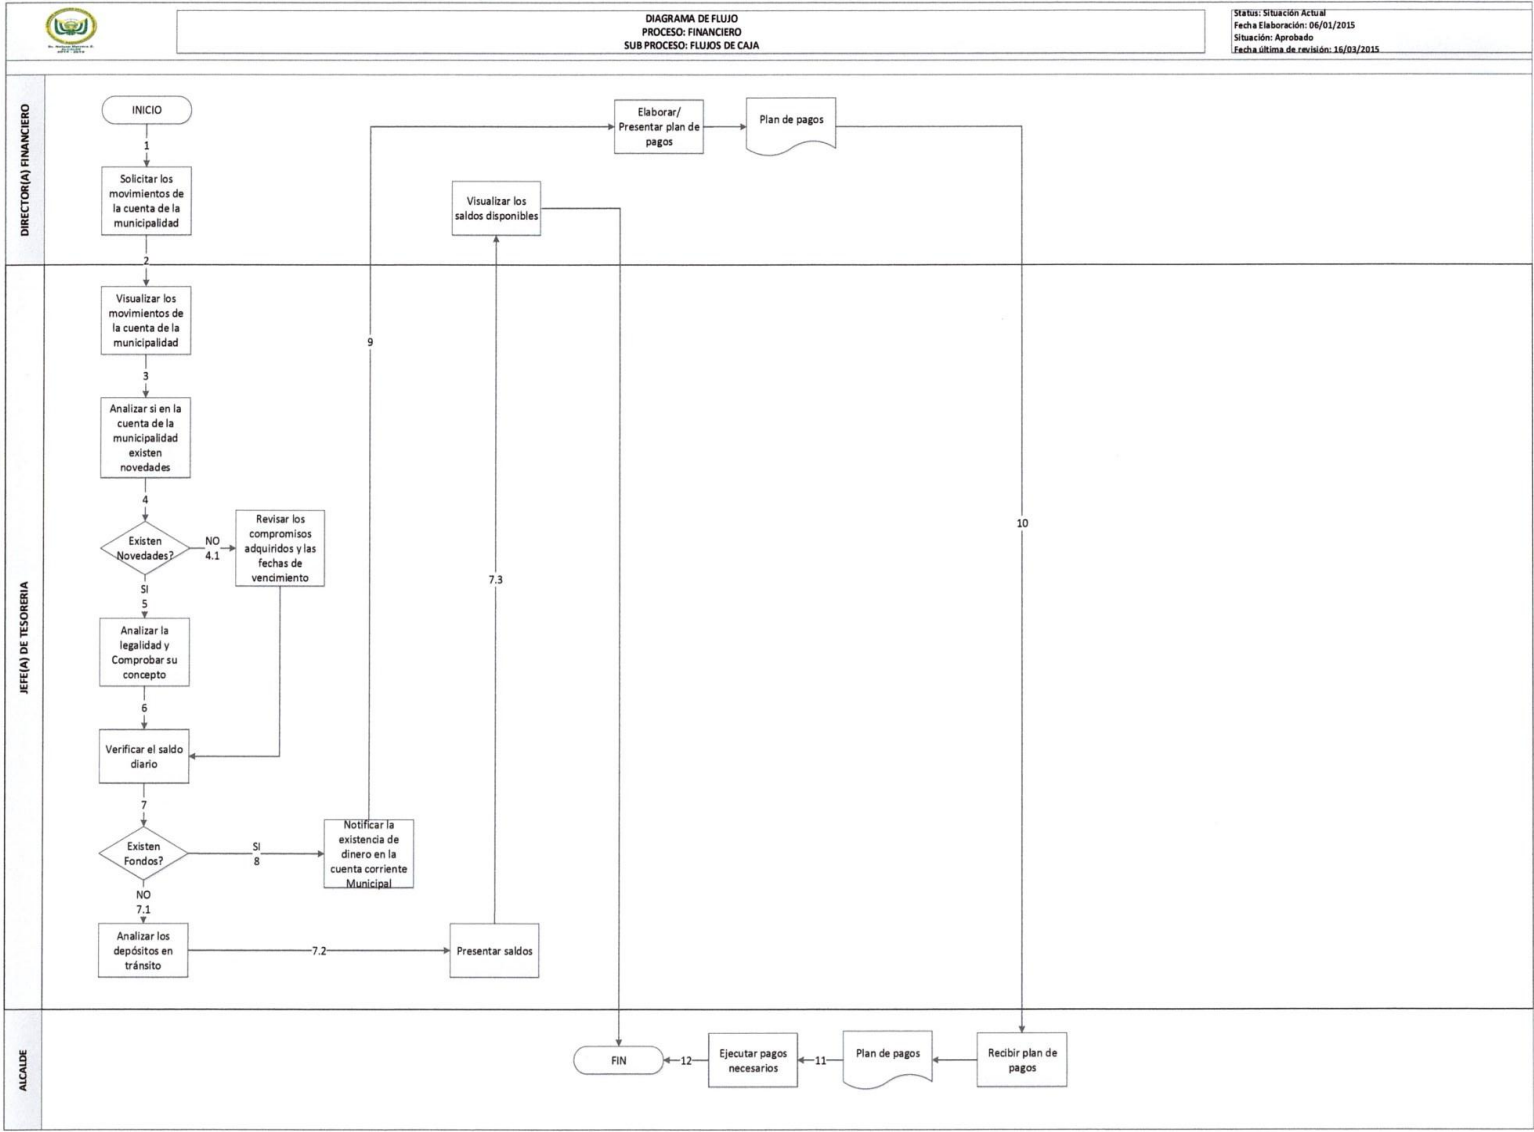 DIAGRAMA DE FLUJO
PROCESO: FINANCIERO
SUB PROCESO: FLUJOS DE CAJA
Status: Situación Actual
Fecha Elaboración: 06/01/2015
Situación: Aprobado
Fecha última de revisión: 16/03/2015
DIRECTOR(A) FINANCIERO
INICIO
1
Solicitar los
movimientos de
la cuenta de la
municipalidad
2
Elaborar/
Presentar plan de
pagos
Plan de pagos
Visualizar los
saldos disponibles
JEFE(A) DE TESORERIA
Visualizar los
movimientos de
la cuenta de la
municipalidad
3
Analizar si en la
cuenta de la
municipalidad
existen
novedades
4
Existen
Novedades?
NO
4.1
Revisar los
compromisos
adquiridos y las
fechas de
vencimiento
SI
5
Analizar la
legalidad y
Comprobar su
concepto
6
Verificar el saldo
diario
7
Existen
Fondos?
SI
8
Notificar la
existencia de
dinero en la
cuenta corriente
Municipal
9
NO
7.1
Analizar los
depósitos en
tránsito
7.2
Presentar saldos
7.3
10
ALCALDE
FIN
12
Ejecutar pagos
necesarios
11
Plan de pagos
Recibir plan de
pagos